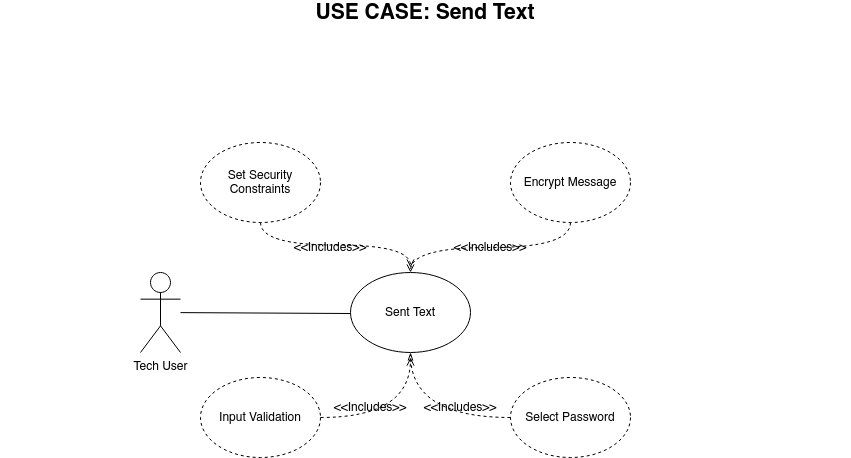 USE CASE: Send Text
Set Security
Constraints
Encrypt Message
<<Includes>>
<<Includes>>
Sent Text
Tech User
<<Includes>>
<<Includes>>
Input Validation
Select Password